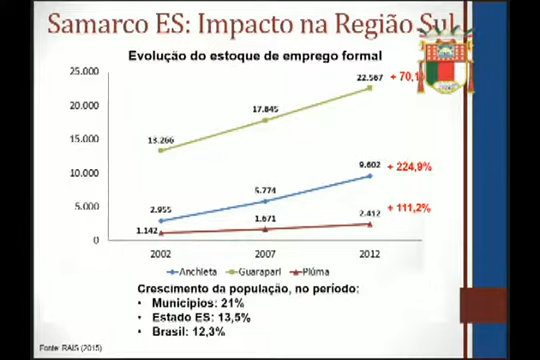 Samarco ES: Impacto na Região Sul
Evolução do estoque de emprego formal
25.000
20.000
15.000
10.000
5.000
0
13.266
17.845
22.567
+ 70,1
2.955
5.774
9.602
+ 224,9%
1.142
1.671
2.412
+ 111,2%
2002 2007 2012
Anchieta Guarapari Piúma
Crescimento da população, no período:
• Municípios: 21%
• Estado ES: 13,5%
• Brasil: 12,3%
Fonte: RAIS (2015)